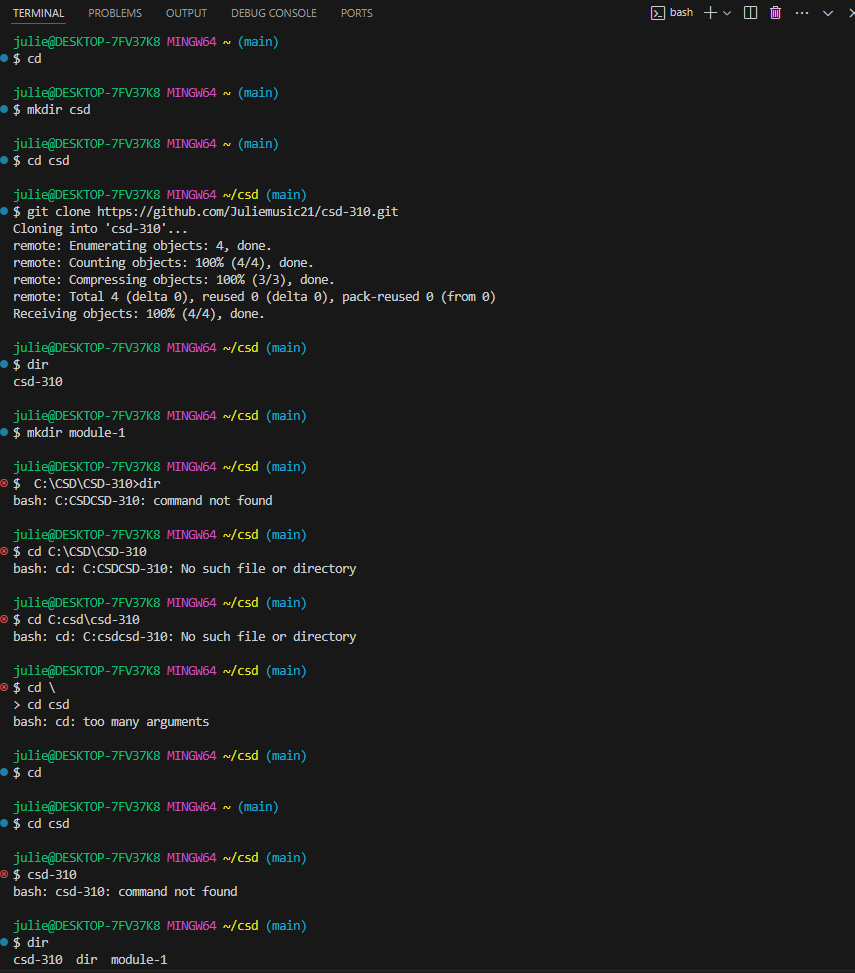 TERMINAL PROBLEMS OUTPUT DEBUG CONSOLE PORTS bash
julie@DESKTOP-7FV37K8 MINGW64 ~ (main)
$ cd
julie@DESKTOP-7FV37K8 MINGW64 ~ (main)
$ mkdir csd
julie@DESKTOP-7FV37K8 MINGW64 ~ (main)
$ cd csd
julie@DESKTOP-7FV37K8 MINGW64 ~/csd (main)
$ git clone https://github.com/Juliemusic21/csd-310.git
Cloning into 'csd-310'...
remote: Enumerating objects: 4, done.
remote: Counting objects: 100% (4/4), done.
remote: Compressing objects: 100% (3/3), done.
remote: Total 4 (delta 0), reused 0 (delta 0), pack-reused 0 (from 0)
Receiving objects: 100% (4/4), done.
julie@DESKTOP-7FV37K8 MINGW64 ~/csd (main)
$ dir
csd-310
julie@DESKTOP-7FV37K8 MINGW64 ~/csd (main)
$ mkdir module-1
julie@DESKTOP-7FV37K8 MINGW64 ~/csd (main)
$  C:\CSD\CSD-310>dir
bash: C:CSDCSD-310: command not found
julie@DESKTOP-7FV37K8 MINGW64 ~/csd (main)
$ cd C:\CSD\CSD-310
bash: cd: C:CSDCSD-310: No such file or directory
julie@DESKTOP-7FV37K8 MINGW64 ~/csd (main)
$ cd C:csd\csd-310
bash: cd: C:csdcsd-310: No such file or directory
julie@DESKTOP-7FV37K8 MINGW64 ~/csd (main)
$ cd \
> cd csd
bash: cd: too many arguments
julie@DESKTOP-7FV37K8 MINGW64 ~/csd (main)
$ cd
julie@DESKTOP-7FV37K8 MINGW64 ~ (main)
$ cd csd
julie@DESKTOP-7FV37K8 MINGW64 ~/csd (main)
$ csd-310
bash: csd-310: command not found
julie@DESKTOP-7FV37K8 MINGW64 ~/csd (main)
$ dir
csd-310  dir  module-1